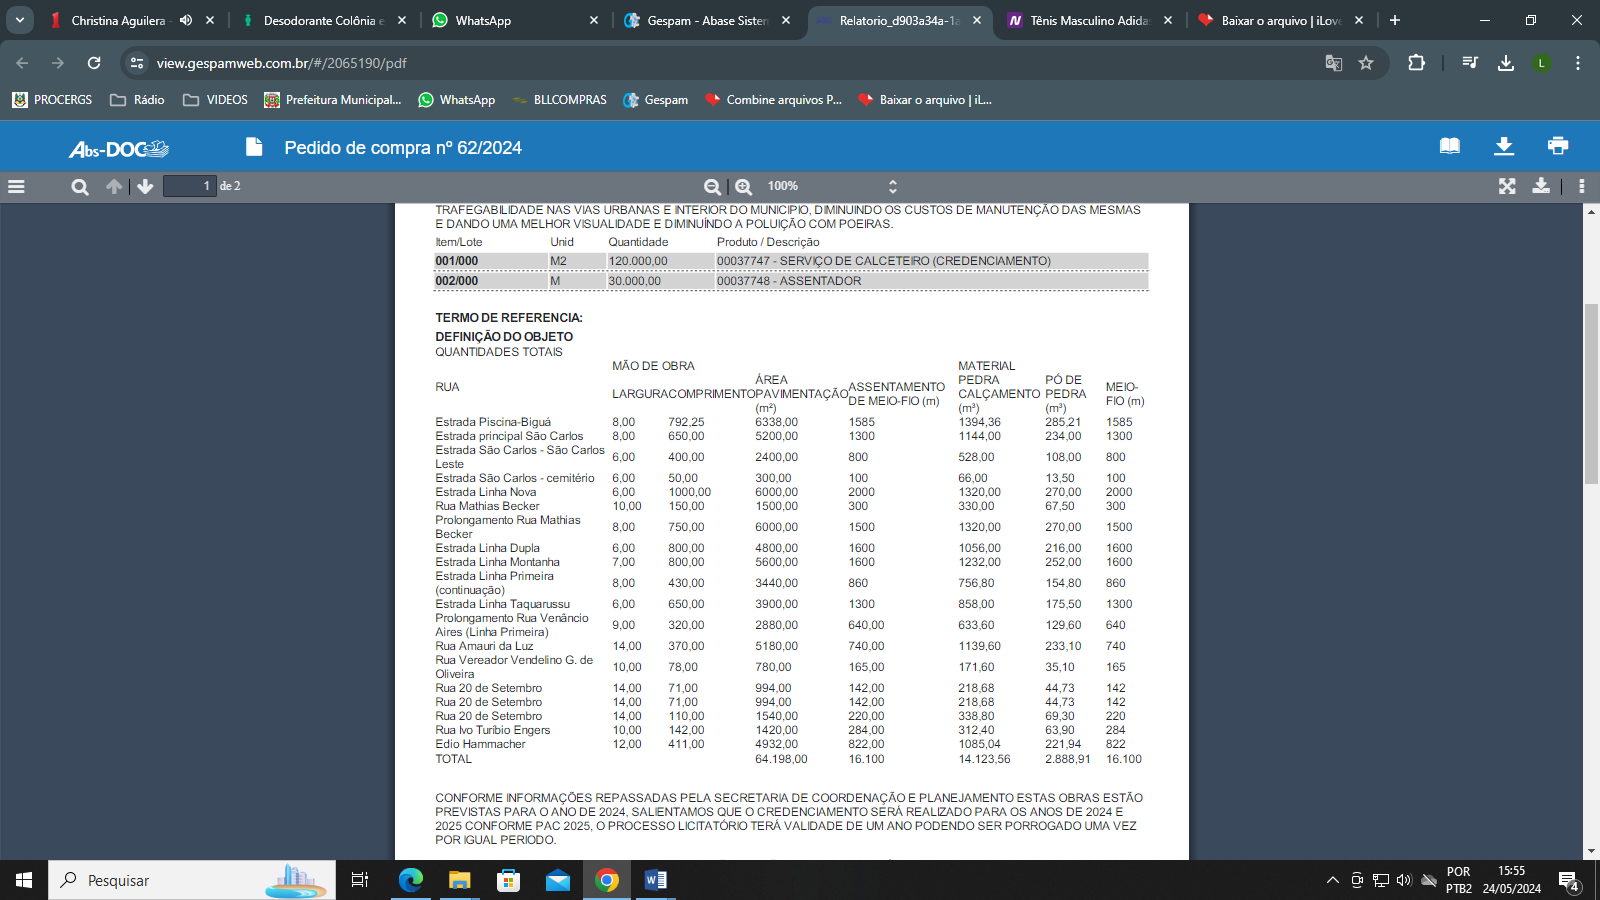 Christina Aguilera -
Desodorante Colônia e
WhatsApp
Gespam - Abase Sistem
Relatorio_d903a34a-1a
Tênis Masculino Adidas
Baixar o arquivo | iLove
view.gespamweb.com.br/#/2065190/pdf
L
PROCERGS
Rádio
VIDEOS
Prefeitura Municipal...
WhatsApp
BLLCOMPRAS
Gespam
Combine arquivos P...
Baixar o arquivo | iL...
Abs-DOC
Pedido de compra nº 62/2024
1 de 2
100%
TRAFEGABILIDADE NAS VIAS URBANAS E INTERIOR DO MUNICIPIO, DIMINUINDO OS CUSTOS DE MANUTENÇÃO DAS MESMAS
E DANDO UMA MELHOR VISUALIDADE E DIMINUÍNDO A POLUIÇÃO COM POEIRAS.
Item/Lote Unid Quantidade Produto / Descrição
001/000 M2 120.000,00 00037747 - SERVIÇO DE CALCETEIRO (CREDENCIAMENTO)
002/000 M 30.000,00 00037748 - ASSENTADOR
TERMO DE REFERENCIA:
DEFINIÇÃO DO OBJETO
QUANTIDADES TOTAIS
MÃO DE OBRA MATERIAL
RUA LARGURA COMPRIMENTO ÁREA PAVIMENTAÇÃO (m²) ASSENTAMENTO DE MEIO-FIO (m) PEDRA CALÇAMENTO (m³) PÓ DE PEDRA (m³) MEIO-FIO (m)
Estrada Piscina-Biguá 8,00 792,25 6338,00 1585 1394,36 285,21 1585
Estrada principal São Carlos 8,00 650,00 5200,00 1300 1144,00 234,00 1300
Estrada São Carlos - São Carlos
Leste 6,00 400,00 2400,00 800 528,00 108,00 800
Estrada São Carlos - cemitério 6,00 50,00 300,00 100 66,00 13,50 100
Estrada Linha Nova 6,00 1000,00 6000,00 2000 1320,00 270,00 2000
Rua Mathias Becker 10,00 150,00 1500,00 300 330,00 67,50 300
Prolongamento Rua Mathias
Becker 8,00 750,00 6000,00 1500 1320,00 270,00 1500
Estrada Linha Dupla 6,00 800,00 4800,00 1600 1056,00 216,00 1600
Estrada Linha Montanha 7,00 800,00 5600,00 1600 1232,00 252,00 1600
Estrada Linha Primeira
(continuação) 8,00 430,00 3440,00 860 756,80 154,80 860
Estrada Linha Taquarussu 6,00 650,00 3900,00 1300 858,00 175,50 1300
Prolongamento Rua Venâncio
Aires (Linha Primeira) 9,00 320,00 2880,00 640,00 633,60 129,60 640
Rua Amauri da Luz 14,00 370,00 5180,00 740,00 1139,60 233,10 740
Rua Vereador Vendelino G. de
Oliveira 10,00 78,00 780,00 165,00 171,60 35,10 165
Rua 20 de Setembro 14,00 71,00 994,00 142,00 218,68 44,73 142
Rua 20 de Setembro 14,00 71,00 994,00 142,00 218,68 44,73 142
Rua 20 de Setembro 14,00 110,00 1540,00 220,00 338,80 69,30 220
Rua Ivo Turíbio Engers 10,00 142,00 1420,00 284,00 312,40 63,90 284
Edio Hammacher 12,00 411,00 4932,00 822,00 1085,04 221,94 822
TOTAL 64.198,00 16.100 14.123,56 2.888,91 16.100
CONFORME INFORMAÇÕES REPASSADAS PELA SECRETARIA DE COORDENAÇÃO E PLANEJAMENTO ESTAS OBRAS ESTÃO
PREVISTAS PARA O ANO DE 2024, SALIENTAMOS QUE O CREDENCIAMENTO SERÁ REALIZADO PARA OS ANOS DE 2024 E
2025 CONFORME PAC 2025, O PROCESSO LICITATÓRIO TERÁ VALIDADE DE UM ANO PODENDO SER PORROGADO UMA VEZ
POR IGUAL PERIODO.
Pesquisar
POR
PTB2
15:55
24/05/2024
4